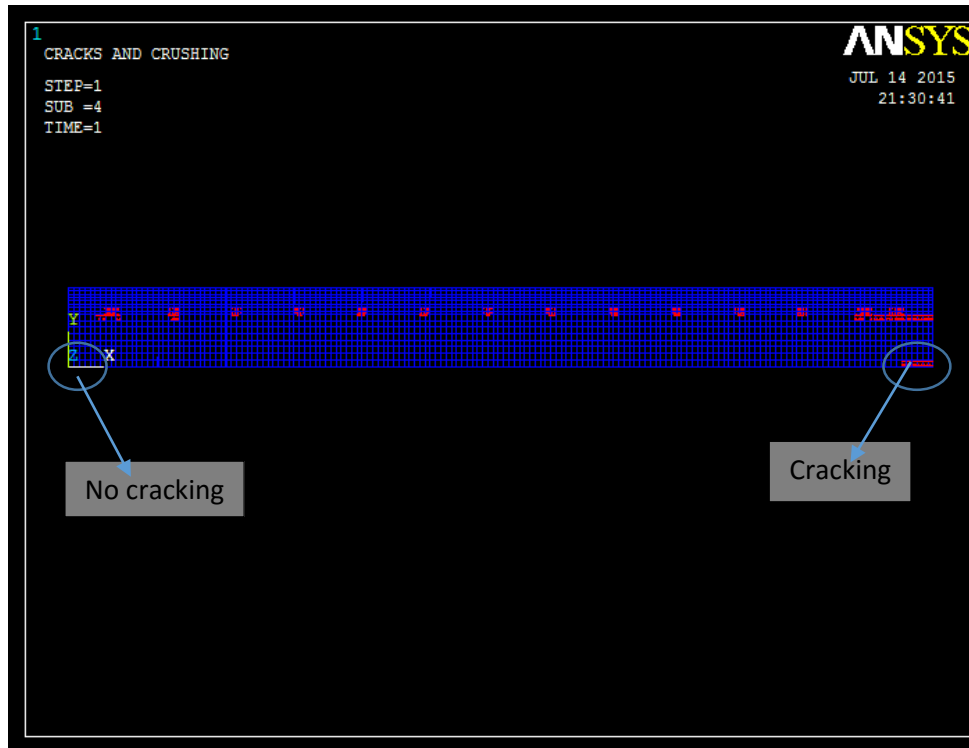 1
CRACKS AND CRUSHING
STEP=1
SUB =4
TIME=1
ANSYS
JUL 14 2015
21:30:41
Y
Z X
No cracking
Cracking